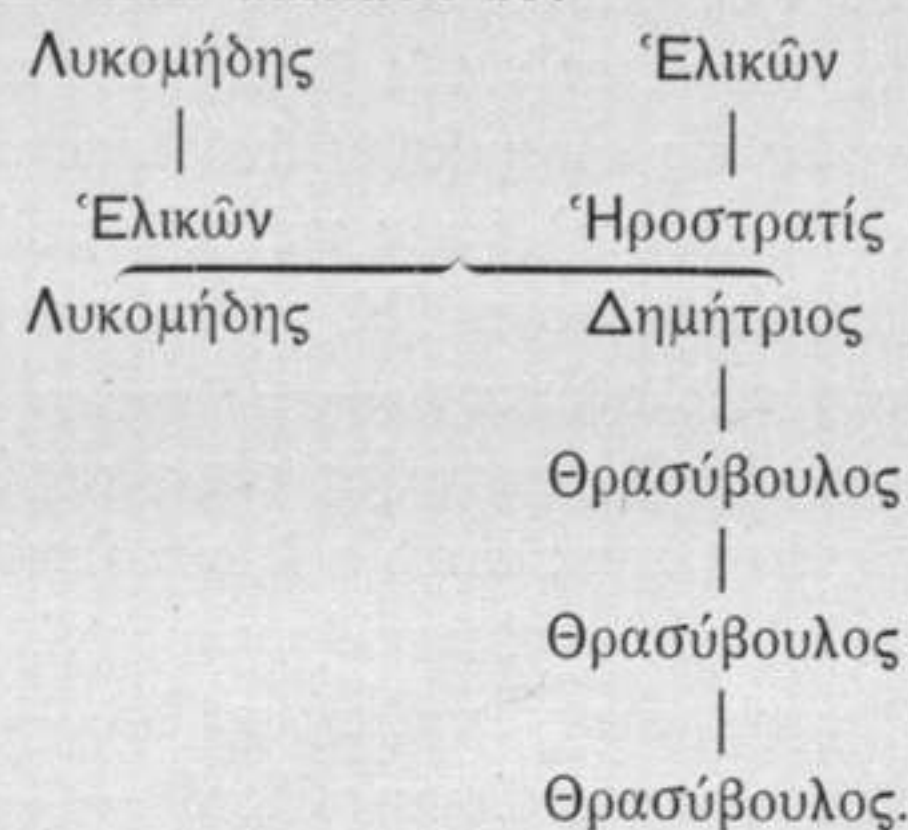 Λυκομήδης Ἑλικῶν
Ἑλικῶν Ἡροστρατίς
Λυκομήδης Δημήτριος
Θρασύβουλος
Θρασύβουλος
Θρασύβουλος.